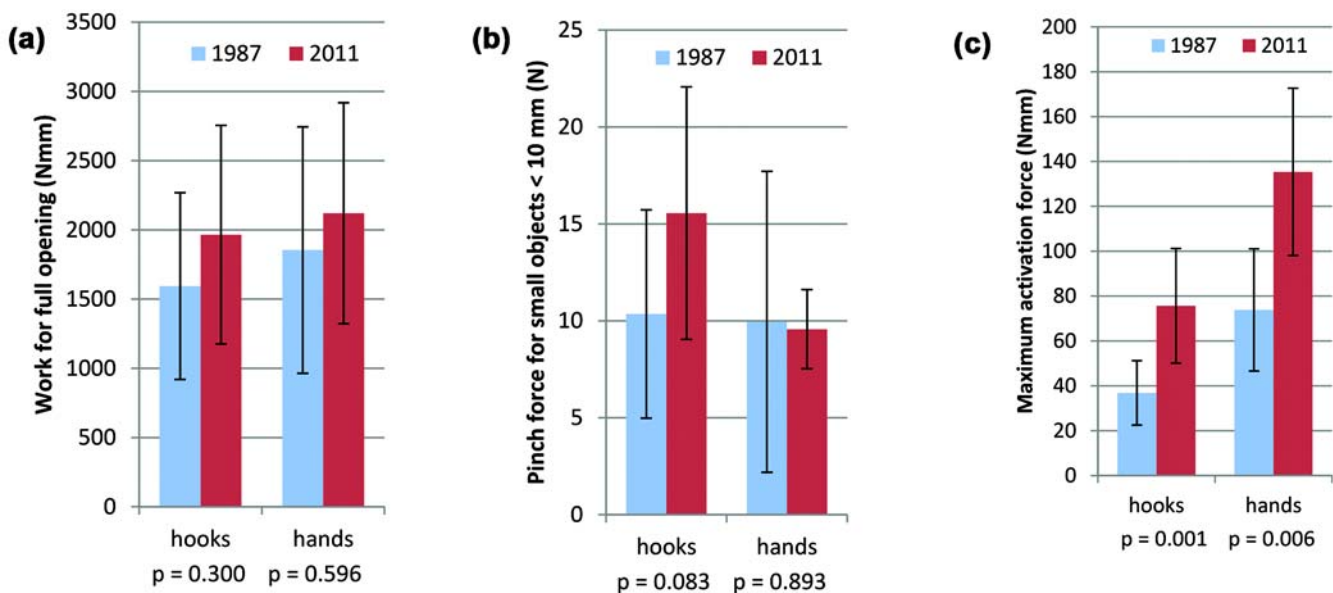 (a)
Work for full opening (Nmm)
1987 2011
3500
3000
2500
2000
1500
1000
500
0
hooks hands
p = 0.300 p = 0.596
(b)
Pinch force for small objects < 10 mm (N)
1987 2011
25
20
15
10
5
0
hooks hands
p = 0.083 p = 0.893
(c)
Maximum activation force (Nmm)
1987 2011
200
180
160
140
120
100
80
60
40
20
0
hooks hands
p = 0.001 p = 0.006